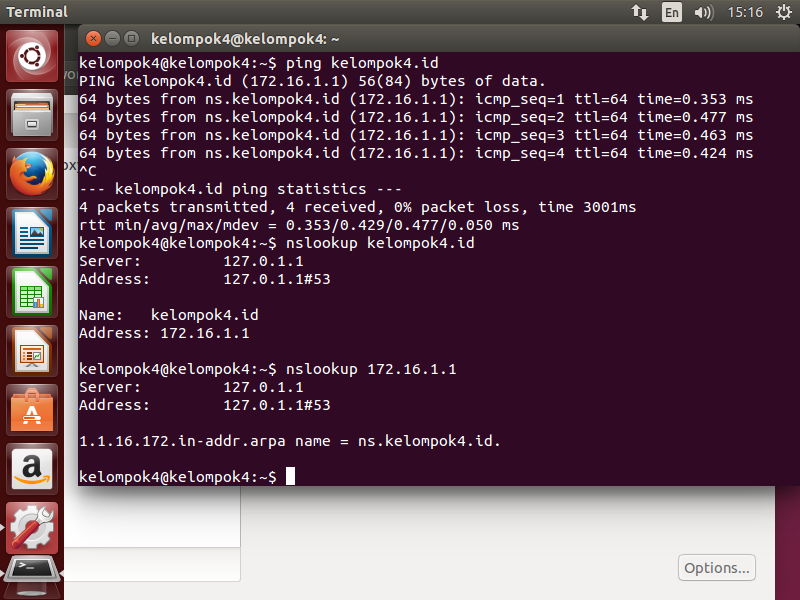 Terminal
En
15:16
kelompok4@kelompok4: ~
kelompok4@kelompok4:~$ ping kelompok4.id
PING kelompok4.id (172.16.1.1) 56(84) bytes of data.
64 bytes from ns.kelompok4.id (172.16.1.1): icmp_seq=1 ttl=64 time=0.353 ms
64 bytes from ns.kelompok4.id (172.16.1.1): icmp_seq=2 ttl=64 time=0.477 ms
64 bytes from ns.kelompok4.id (172.16.1.1): icmp_seq=3 ttl=64 time=0.463 ms
64 bytes from ns.kelompok4.id (172.16.1.1): icmp_seq=4 ttl=64 time=0.424 ms
^C
--- kelompok4.id ping statistics ---
4 packets transmitted, 4 received, 0% packet loss, time 3001ms
rtt min/avg/max/mdev = 0.353/0.429/0.477/0.050 ms
kelompok4@kelompok4:~$ nslookup kelompok4.id
Server:         127.0.1.1
Address:        127.0.1.1#53

Name:   kelompok4.id
Address: 172.16.1.1

kelompok4@kelompok4:~$ nslookup 172.16.1.1
Server:         127.0.1.1
Address:        127.0.1.1#53

1.1.16.172.in-addr.arpa name = ns.kelompok4.id.

kelompok4@kelompok4:~$
Options...